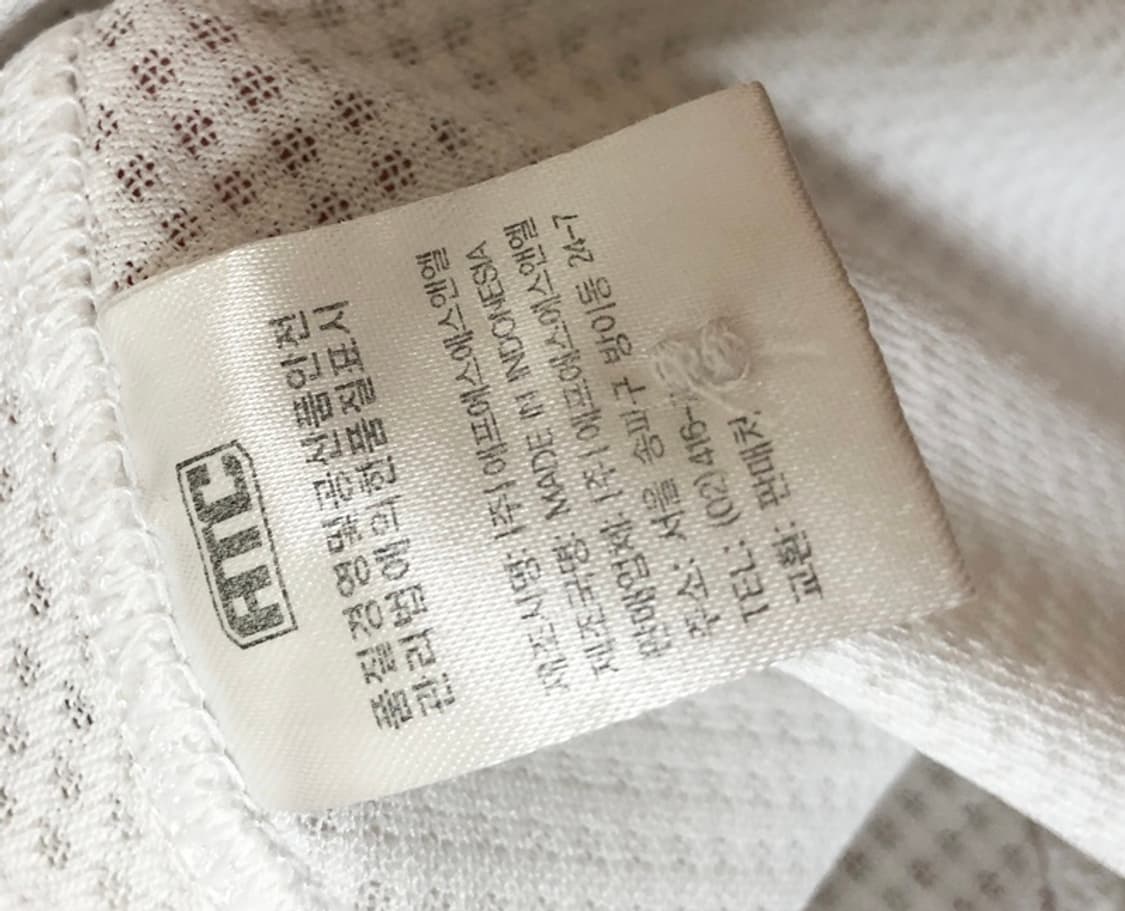 HTC
품질경영및공산품안전
관리법에의한품질표시
제조사명: (주)에프에스에스앤엘
제조국명: MADE IN INDONESIA
판매업체: (주)에프에스에스앤엘
주소: 서울 송파구 방이동 24-7
TEL: (02)416-
교환: 판매처.